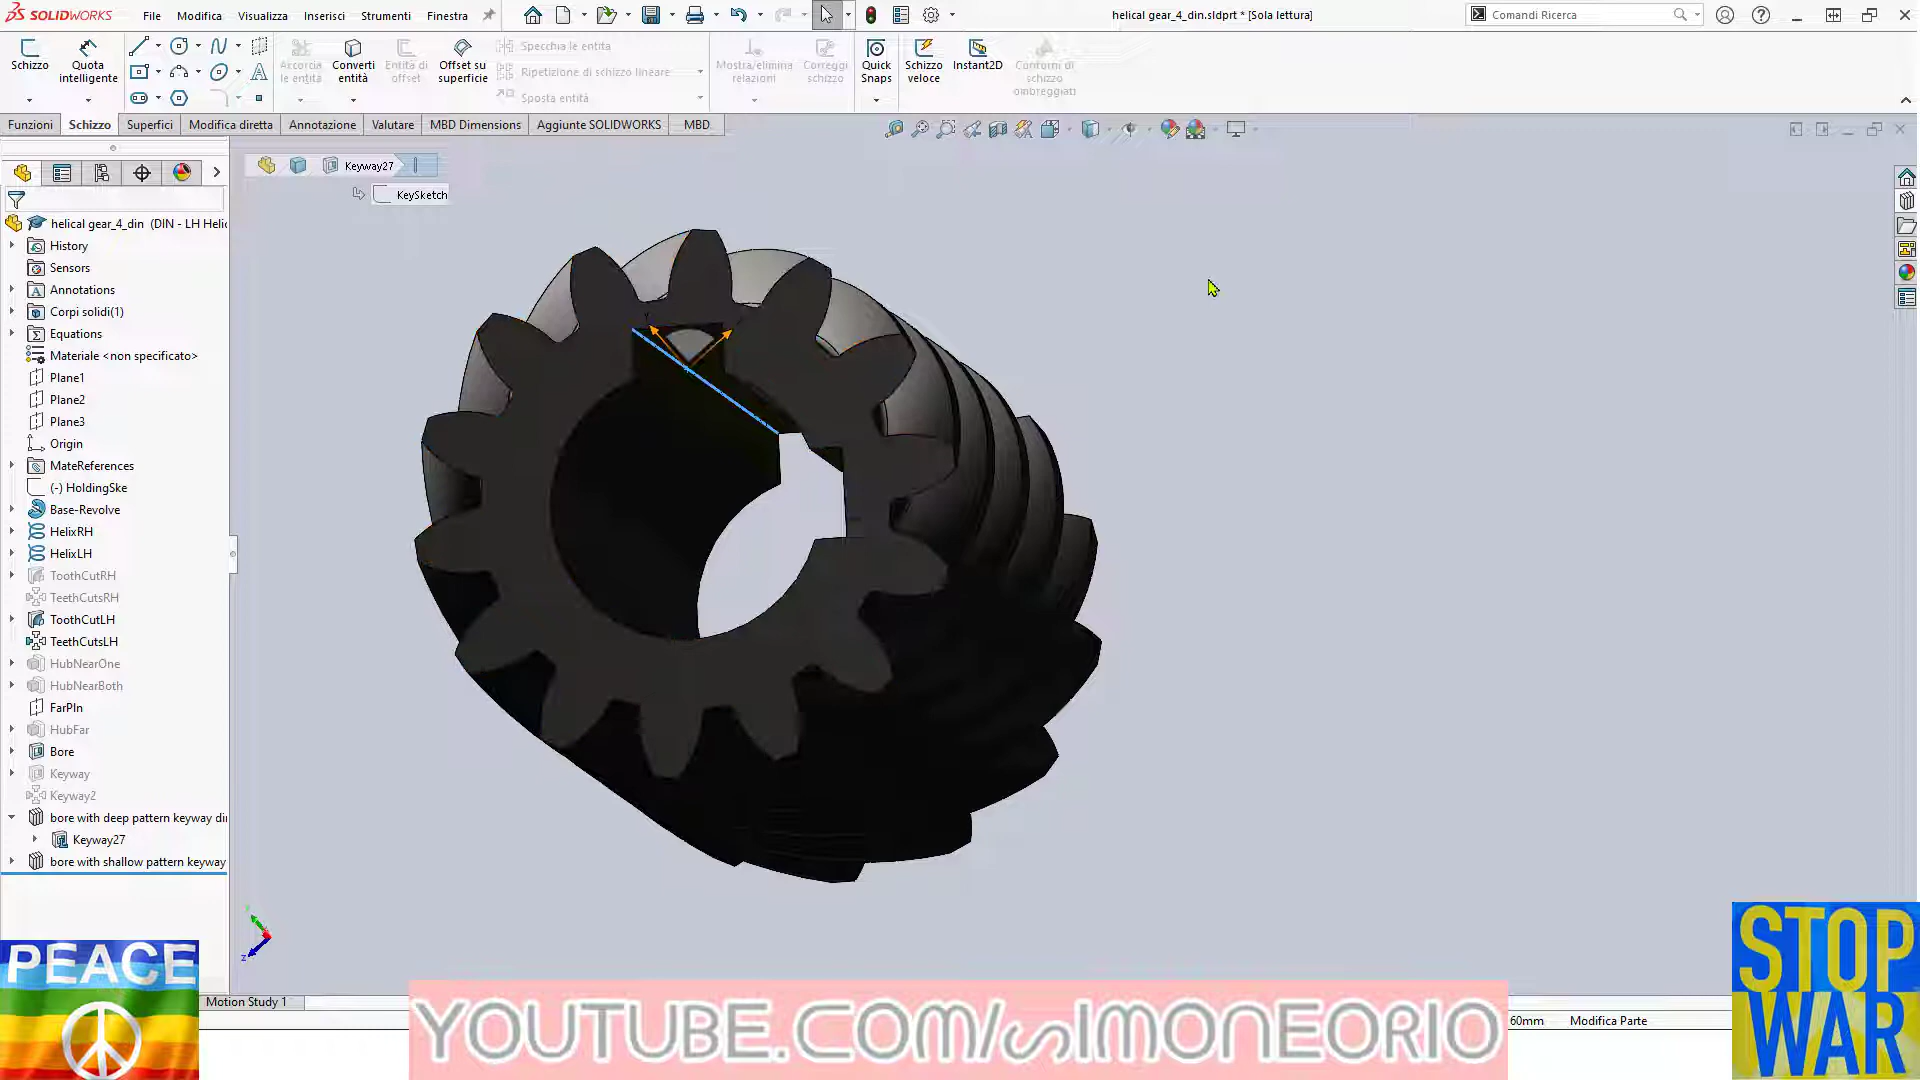 SOLIDWORKS
File Modifica Visualizza Inserisci Strumenti Finestra
helical gear_4_din.sldprt * [Sola lettura]
Comandi Ricerca
Schizzo
Quota intelligente
Accorcia le entità
Converti entità
Entità di offset
Offset su superficie
Specchia le entità
Ripetizione di schizzo lineare
Sposta entità
Mostra/elimina relazioni
Correggi schizzo
Quick Snaps
Schizzo veloce
Instant2D
Contorni di schizzo ombreggiati
Funzioni Schizzo Superfici Modifica diretta Annotazione Valutare MBD Dimensions Aggiunte SOLIDWORKS MBD
Keyway27
KeySketch
helical gear_4_din (DIN - LH Helic
History
Sensors
Annotations
Corpi solidi(1)
Equations
Materiale <non specificato>
Plane1
Plane2
Plane3
Origin
MateReferences
(-) HoldingSke
Base-Revolve
HelixRH
HelixLH
ToothCutRH
TeethCutsRH
ToothCutLH
TeethCutsLH
HubNearOne
HubNearBoth
FarPln
HubFar
Bore
Keyway
Keyway2
bore with deep pattern keyway di
Keyway27
bore with shallow pattern keyway
z
PEACE
Motion Study 1
YOUTUBE.COM/SIMONEORIO
60mm Modifica Parte
STOP
WAR